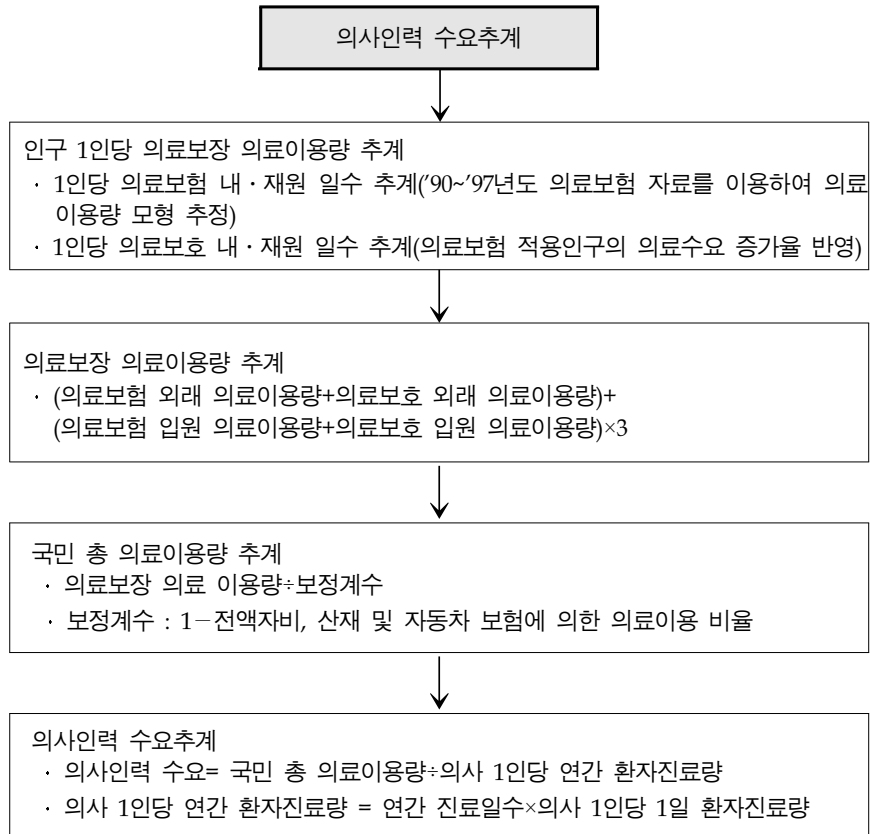 의사인력 수요추계
인구 1인당 의료보장 의료이용량 추계
· 1인당 의료보험 내·재원 일수 추계('90~'97년도 의료보험 자료를 이용하여 의료
이용량 모형 추정)
· 1인당 의료보호 내·재원 일수 추계(의료보험 적용인구의 의료수요 증가율 반영)
의료보장 의료이용량 추계
· (의료보험 외래 의료이용량+의료보호 외래 의료이용량)+
(의료보험 입원 의료이용량+의료보호 입원 의료이용량)×3
국민 총 의료이용량 추계
· 의료보장 의료 이용량÷보정계수
· 보정계수 : 1-전액자비, 산재 및 자동차 보험에 의한 의료이용 비율
의사인력 수요추계
· 의사인력 수요= 국민 총 의료이용량÷의사 1인당 연간 환자진료량
· 의사 1인당 연간 환자진료량 = 연간 진료일수×의사 1인당 1일 환자진료량